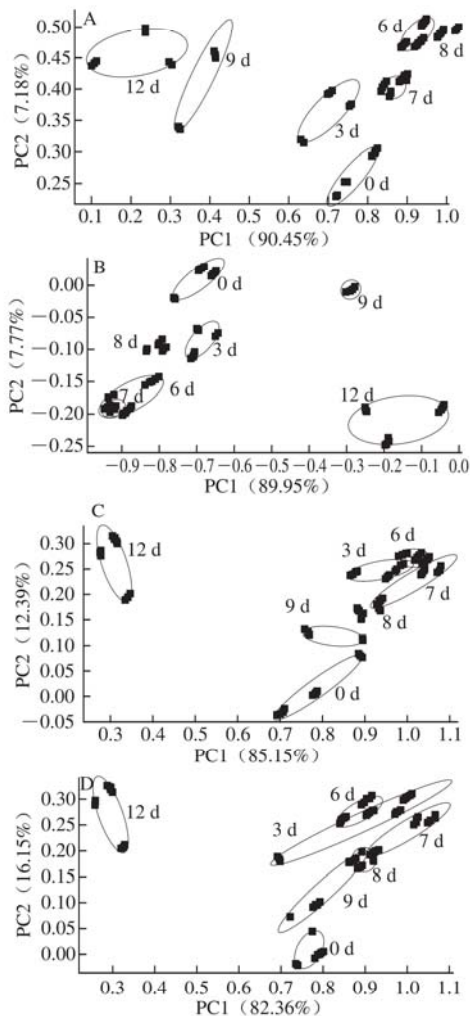 A
0.50
0.45
0.40
0.35
0.30
0.25
PC2 (7.18%)
12 d
9 d
6 d
8 d
7 d
3 d
0 d
0.1 0.2 0.3 0.4 0.5 0.6 0.7 0.8 0.9 1.0
PC1 (90.45%)
B
0.00
−0.05
−0.10
−0.15
−0.20
−0.25
PC2 (7.77%)
0 d
9 d
8 d
3 d
7 d
6 d
12 d
−0.9 −0.8 −0.7 −0.6 −0.5 −0.4 −0.3 −0.2 −0.1 0.0
PC1 (89.95%)
C
0.30
0.25
0.20
0.15
0.10
0.05
0.00
−0.05
PC2 (12.39%)
12 d
6 d
3 d
7 d
9 d
8 d
0 d
0.3 0.4 0.5 0.6 0.7 0.8 0.9 1.0 1.1
PC1 (85.15%)
D
0.30
0.25
0.20
0.15
0.10
0.05
0.00
PC2 (16.15%)
12 d
6 d
3 d
7 d
8 d
9 d
0 d
0.3 0.4 0.5 0.6 0.7 0.8 0.9 1.0 1.1
PC1 (82.36%)